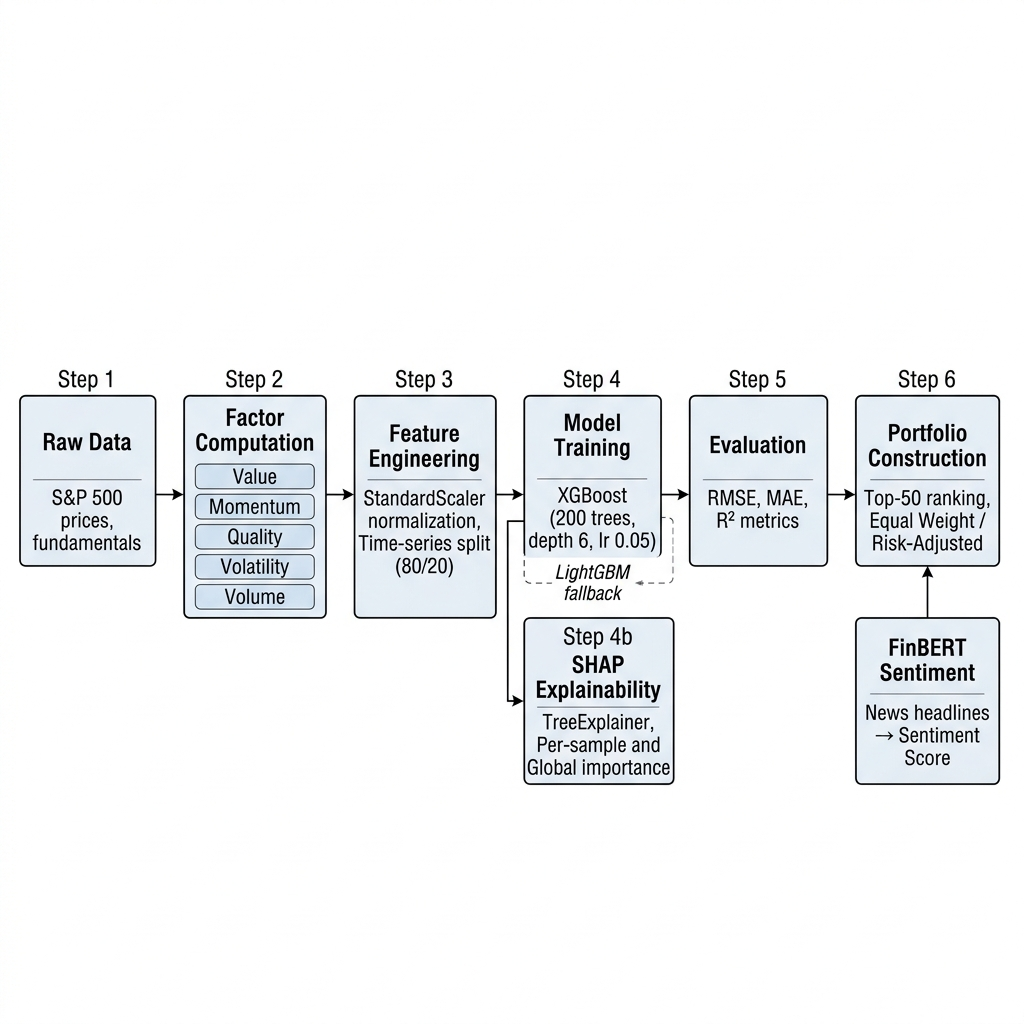 Step 1
Raw Data
S&P 500
prices,
fundamentals
Step 2
Factor
Computation
Value
Momentum
Quality
Volatility
Volume
Step 3
Feature
Engineering
StandardScaler
normalization,
Time-series split
(80/20)
Step 4
Model
Training
XGBoost
(200 trees,
depth 6, lr 0.05)
LightGBM
fallback
Step 4b
SHAP
Explainability
TreeExplainer,
Per-sample and
Global importance
Step 5
Evaluation
RMSE, MAE,
R² metrics
Step 6
Portfolio
Construction
Top-50 ranking,
Equal Weight /
Risk-Adjusted
FinBERT
Sentiment
News headlines
→ Sentiment
Score